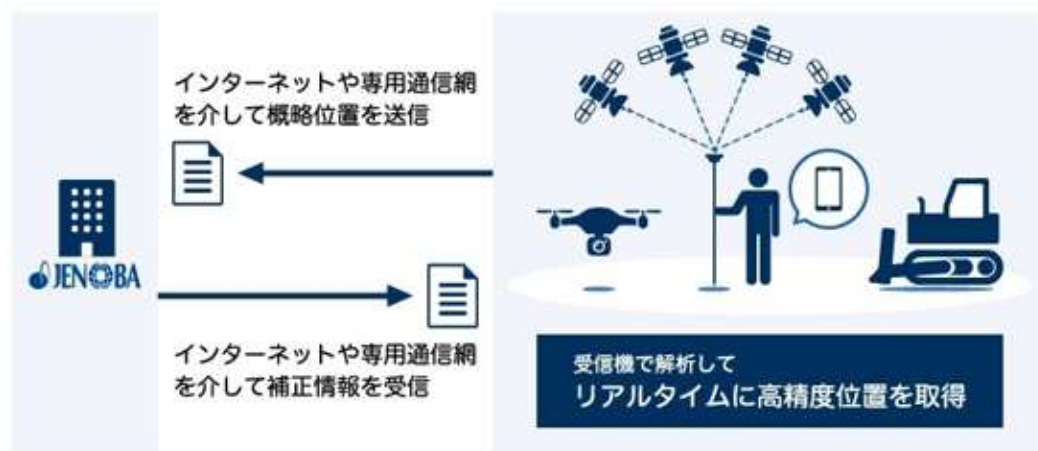 インターネットや専用通信網
を介して概略位置を送信
JENOBA
インターネットや専用通信網
を介して補正情報を受信
受信機で解析して
リアルタイムに高精度位置を取得